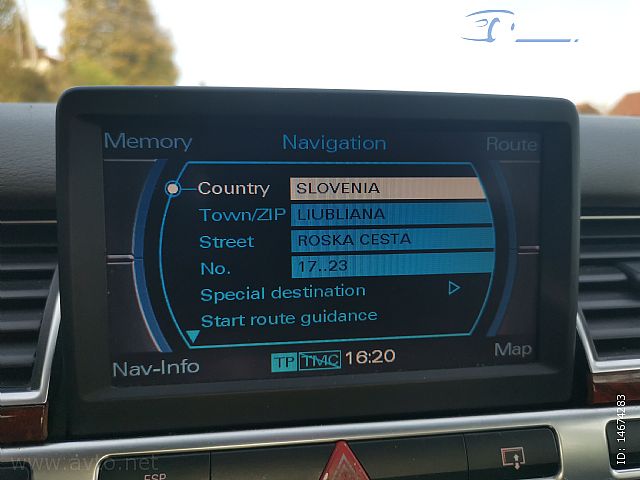 Memory Navigation Route
Country SLOVENIA
Town/ZIP LJUBLJANA
Street ROSKA CESTA
No. 17..23
Special destination
Start route guidance
Nav-Info TP TMC 16:20 Map
ESP
www.avto.net
ID: 14674283